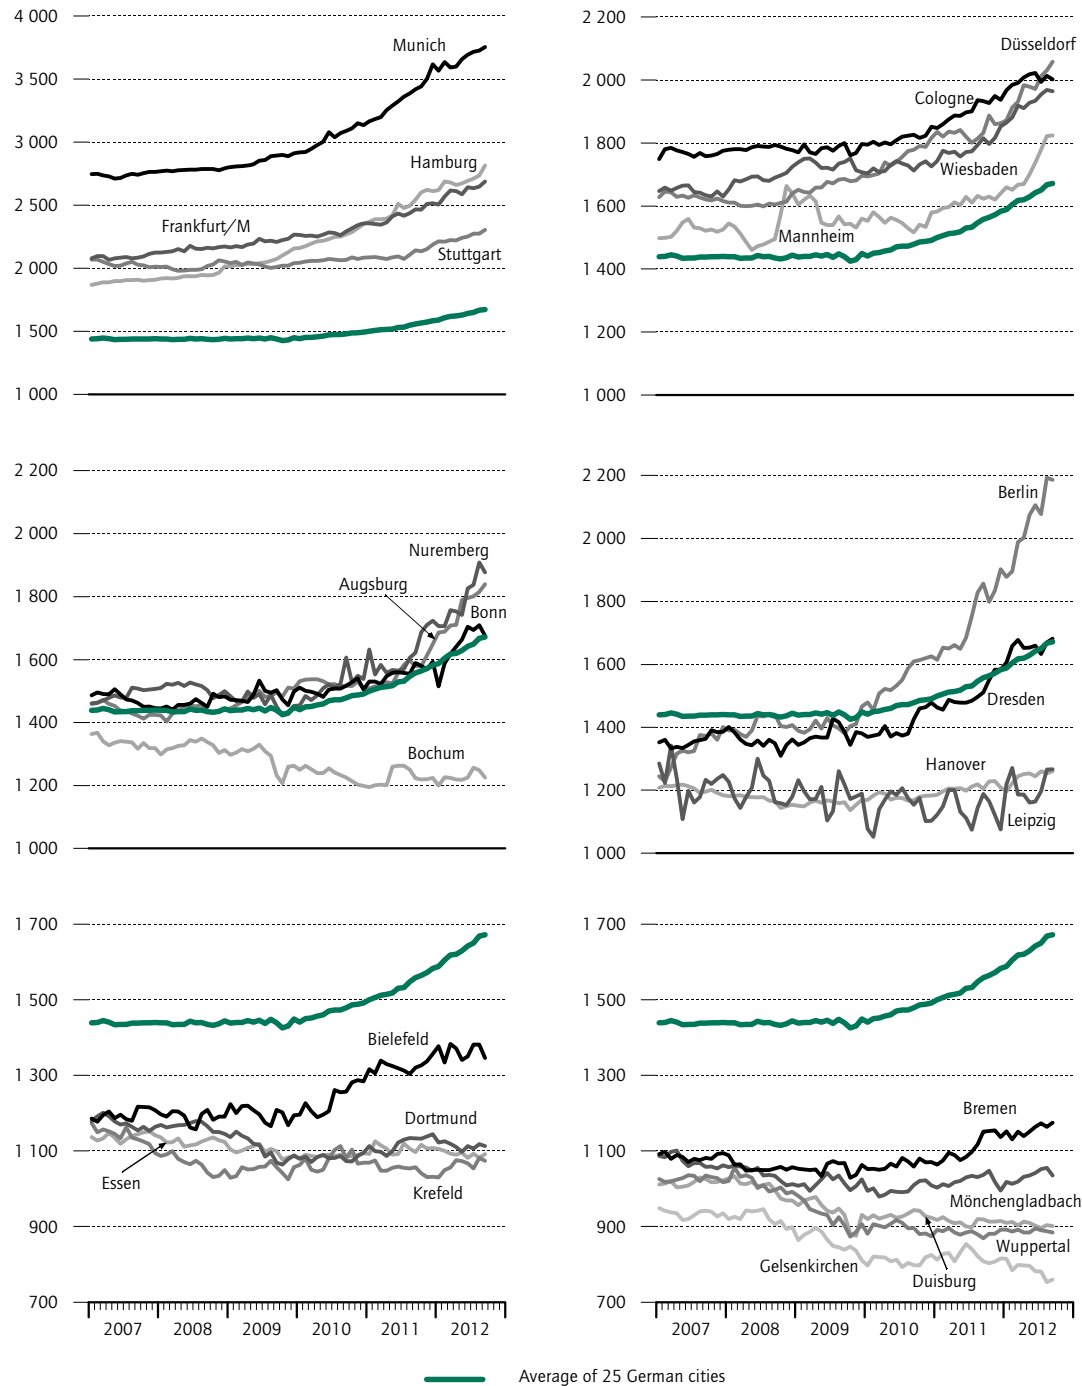 4 000
3 500
3 000
2 500
2 000
1 500
1 000
Munich
Hamburg
Frankfurt/M
Stuttgart
2 200
2 000
1 800
1 600
1 400
1 200
1 000
Düsseldorf
Cologne
Wiesbaden
Mannheim
2 200
2 000
1 800
1 600
1 400
1 200
1 000
Nuremberg
Augsburg
Bonn
Bochum
2 200
2 000
1 800
1 600
1 400
1 200
1 000
Berlin
Dresden
Hanover
Leipzig
1 700
1 500
1 300
1 100
900
700
Bielefeld
Dortmund
Essen
Krefeld
2007 2008 2009 2010 2011 2012
1 700
1 500
1 300
1 100
900
700
Bremen
Mönchengladbach
Wuppertal
Gelsenkirchen
Duisburg
2007 2008 2009 2010 2011 2012
Average of 25 German cities